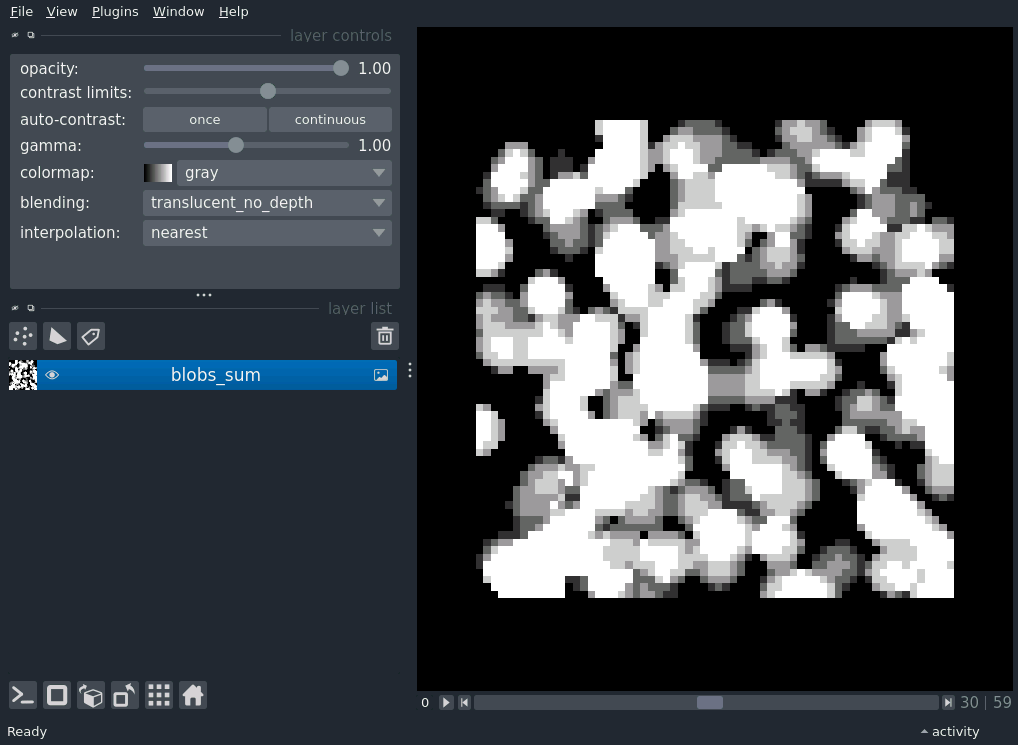 File View Plugins Window Help
layer controls
opacity: 1.00
contrast limits:
auto-contrast: once continuous
gamma: 1.00
colormap: gray
blending: translucent_no_depth
interpolation: nearest
layer list
blobs_sum
0 30 59
Ready activity